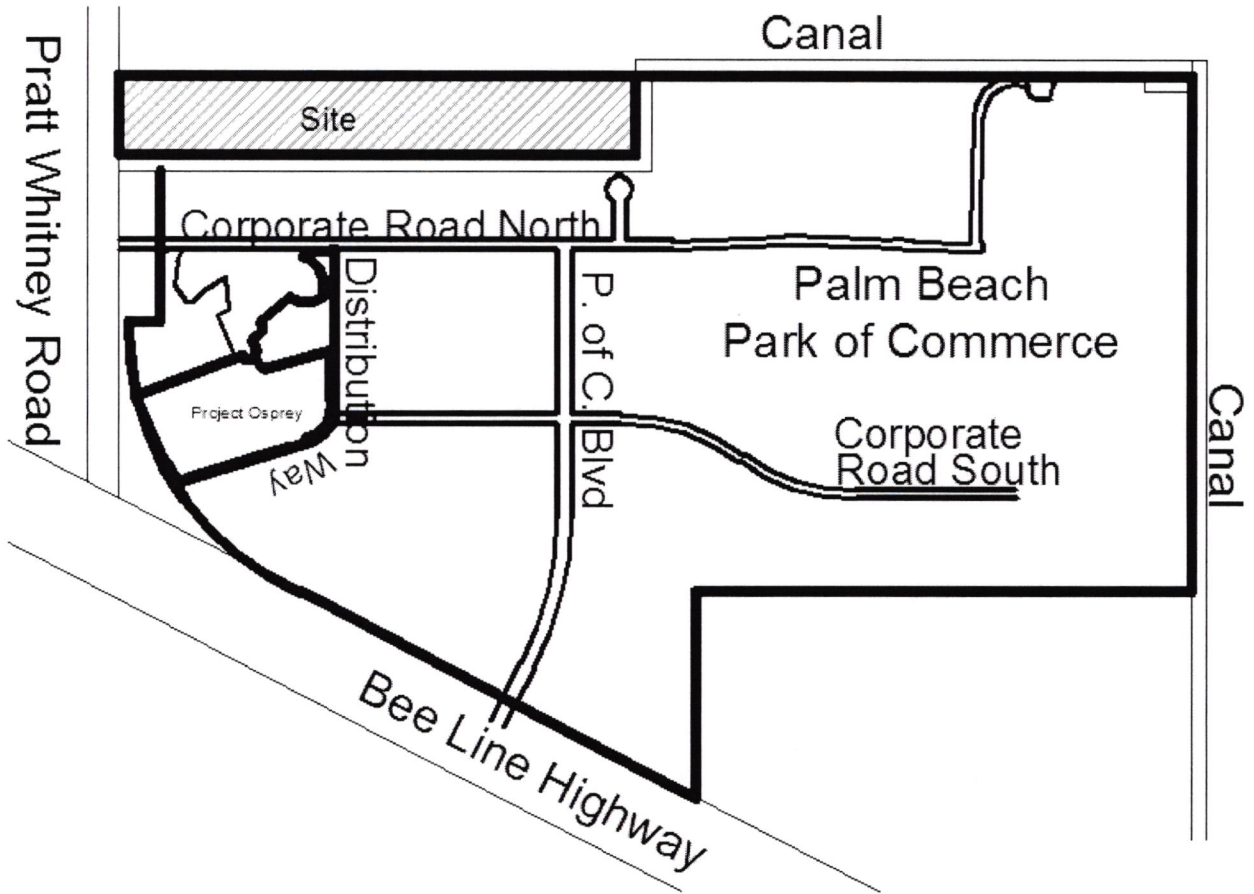 Canal
Pratt Whitney Road
Site
Corporate Road North
Distribution
Way
P. of C. Blvd
Palm Beach
Park of Commerce
Project Osprey
Corporate
Road South
Canal
Bee Line Highway